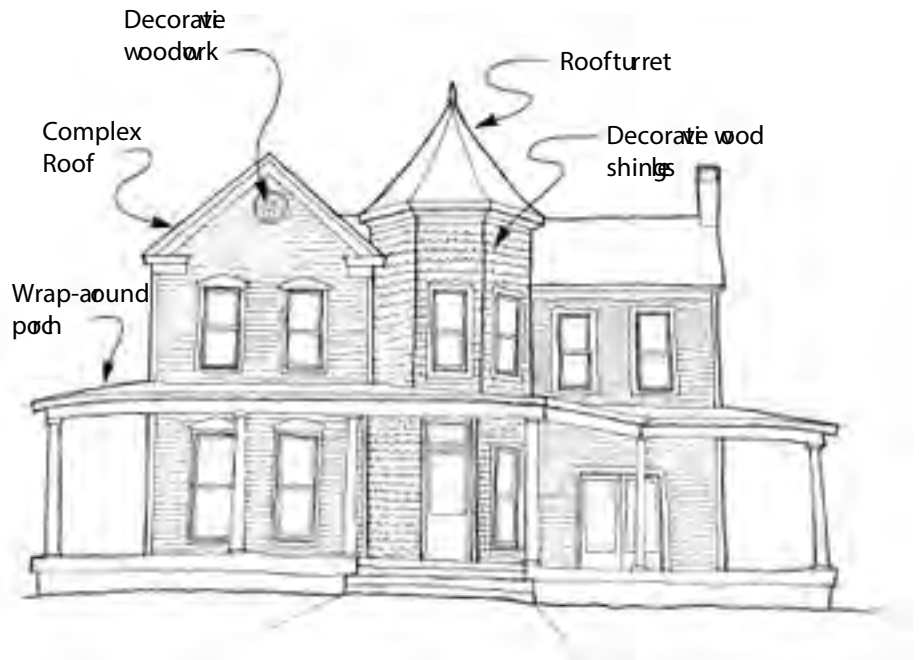 Decorative
woodwork
Roof turret
Complex
Roof
Decorative wood
shingles
Wrap-around
porch